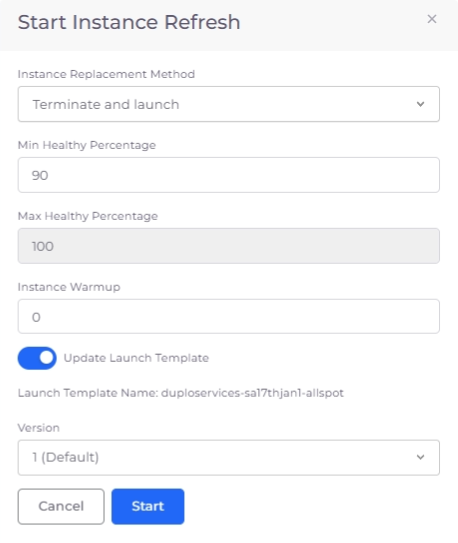 Start Instance Refresh ×
Instance Replacement Method
Terminate and launch
Min Healthy Percentage
90
Max Healthy Percentage
100
Instance Warmup
0
Update Launch Template
Launch Template Name: duploservices-sa17thjan1-allspot
Version
1 (Default)
Cancel Start